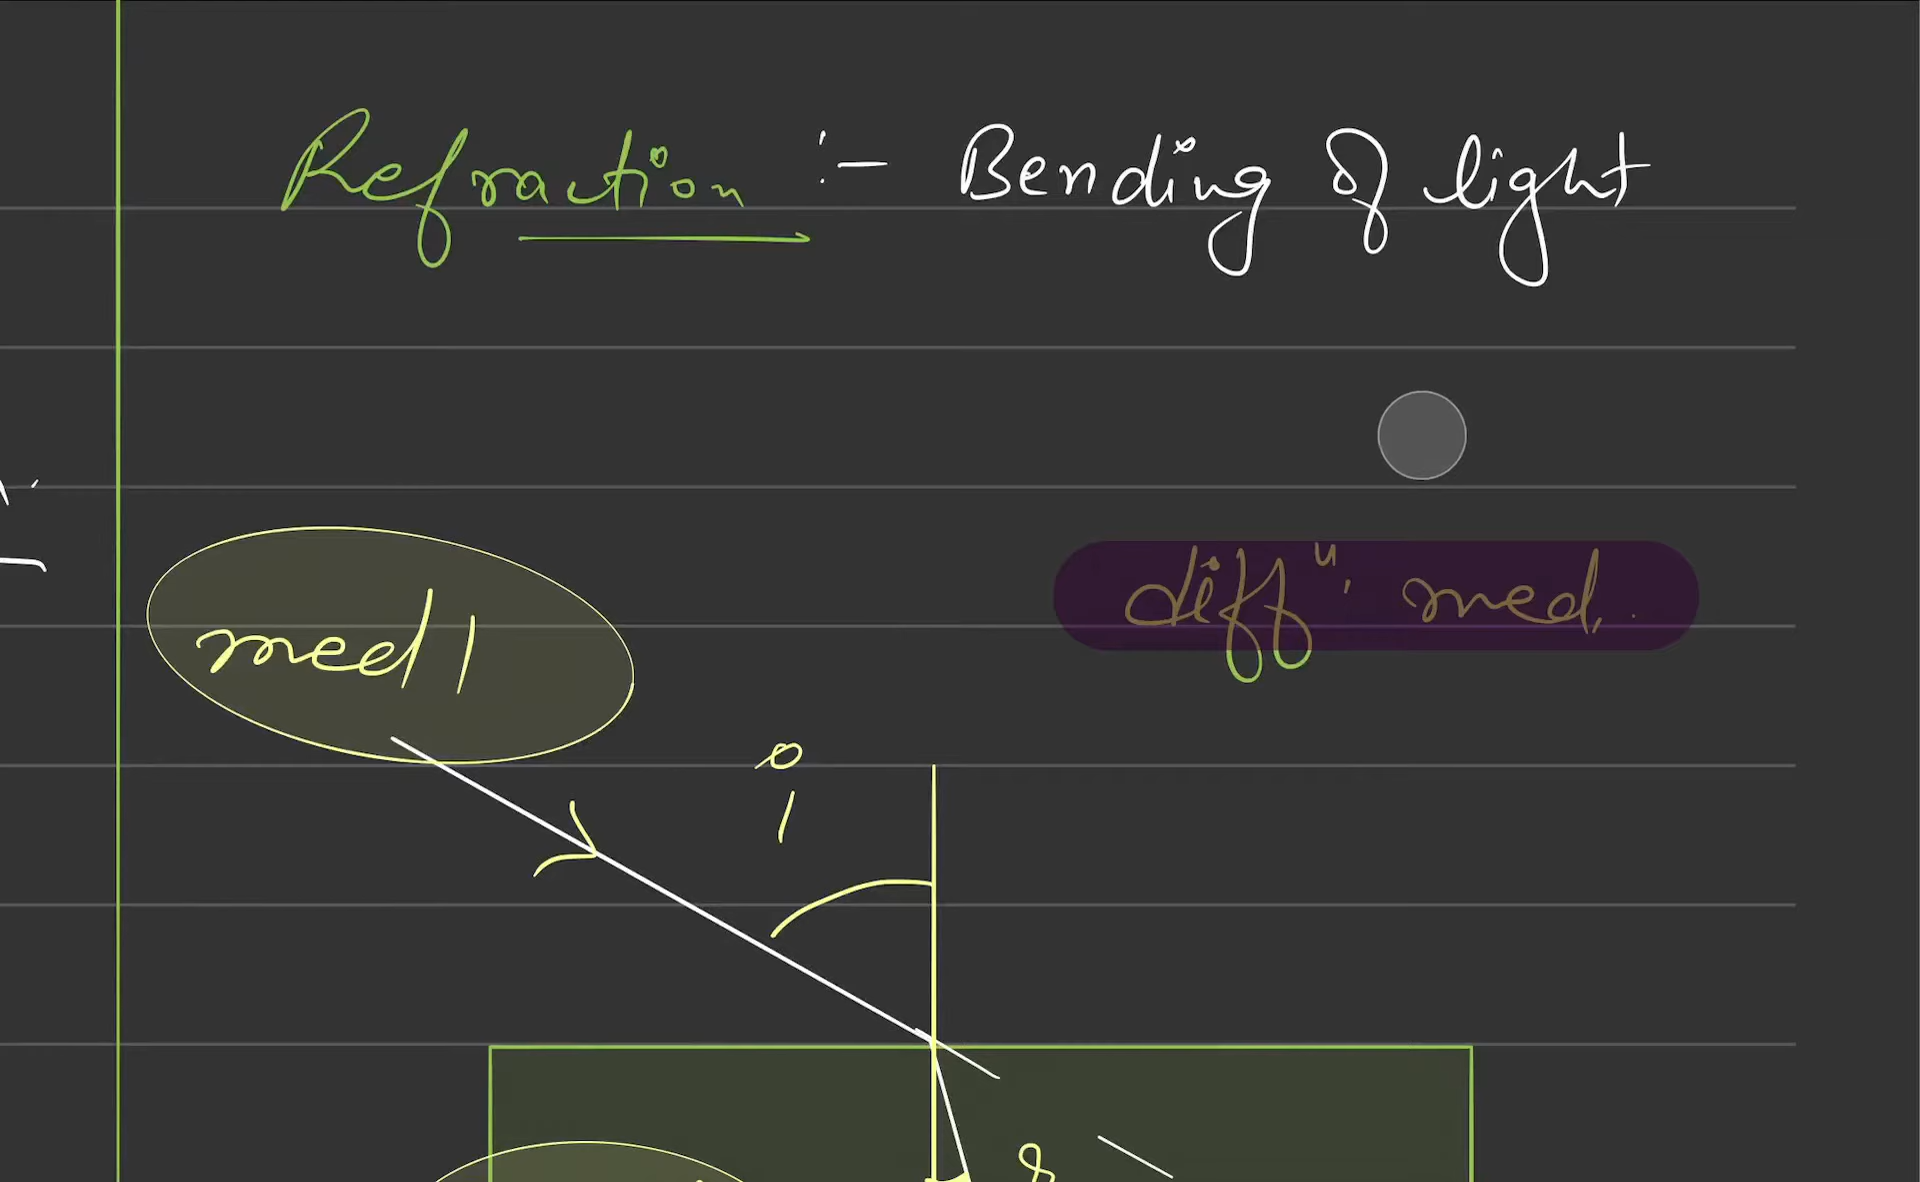 Refraction :- Bending of light
diffⁿ. med.
med 1
i
r